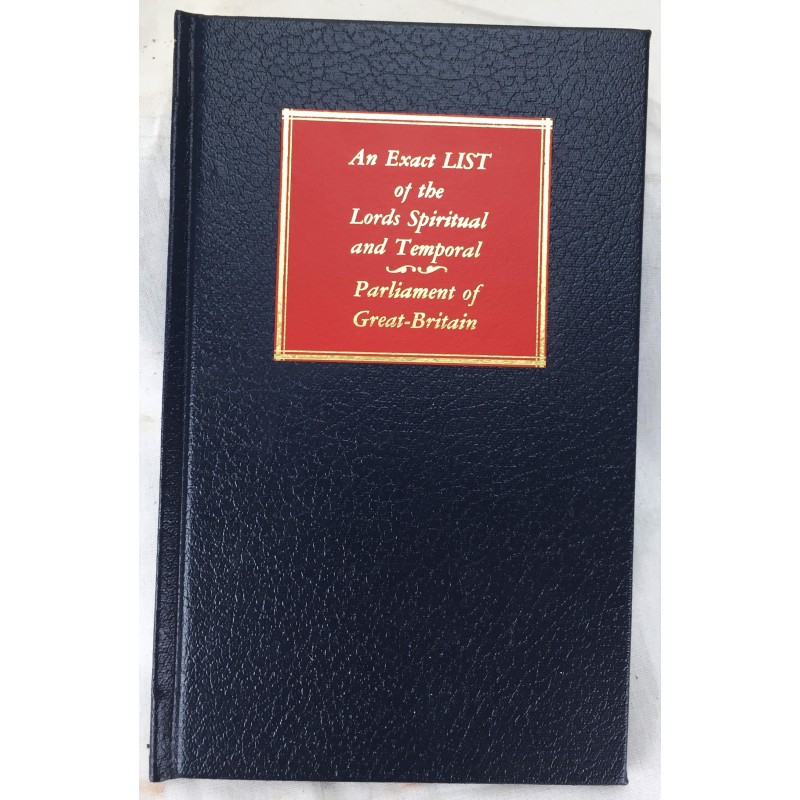 An Exact LIST
of the
Lords Spiritual
and Temporal
Parliament of
Great-Britain